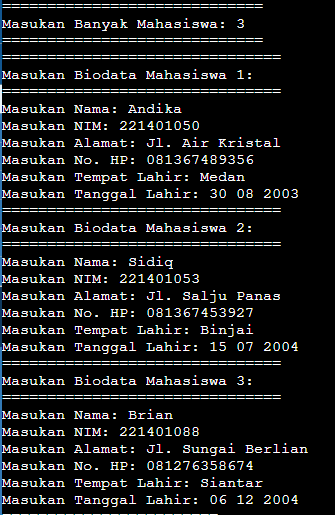 =============================
Masukan Banyak Mahasiswa: 3
=============================
===============================
Masukan Biodata Mahasiswa 1:
===============================
Masukan Nama: Andika
Masukan NIM: 221401050
Masukan Alamat: Jl. Air Kristal
Masukan No. HP: 081367489356
Masukan Tempat Lahir: Medan
Masukan Tanggal Lahir: 30 08 2003
===============================
Masukan Biodata Mahasiswa 2:
===============================
Masukan Nama: Sidiq
Masukan NIM: 221401053
Masukan Alamat: Jl. Salju Panas
Masukan No. HP: 081367453927
Masukan Tempat Lahir: Binjai
Masukan Tanggal Lahir: 15 07 2004
===============================
Masukan Biodata Mahasiswa 3:
===============================
Masukan Nama: Brian
Masukan NIM: 221401088
Masukan Alamat: Jl. Sungai Berlian
Masukan No. HP: 081276358674
Masukan Tempat Lahir: Siantar
Masukan Tanggal Lahir: 06 12 2004
========================